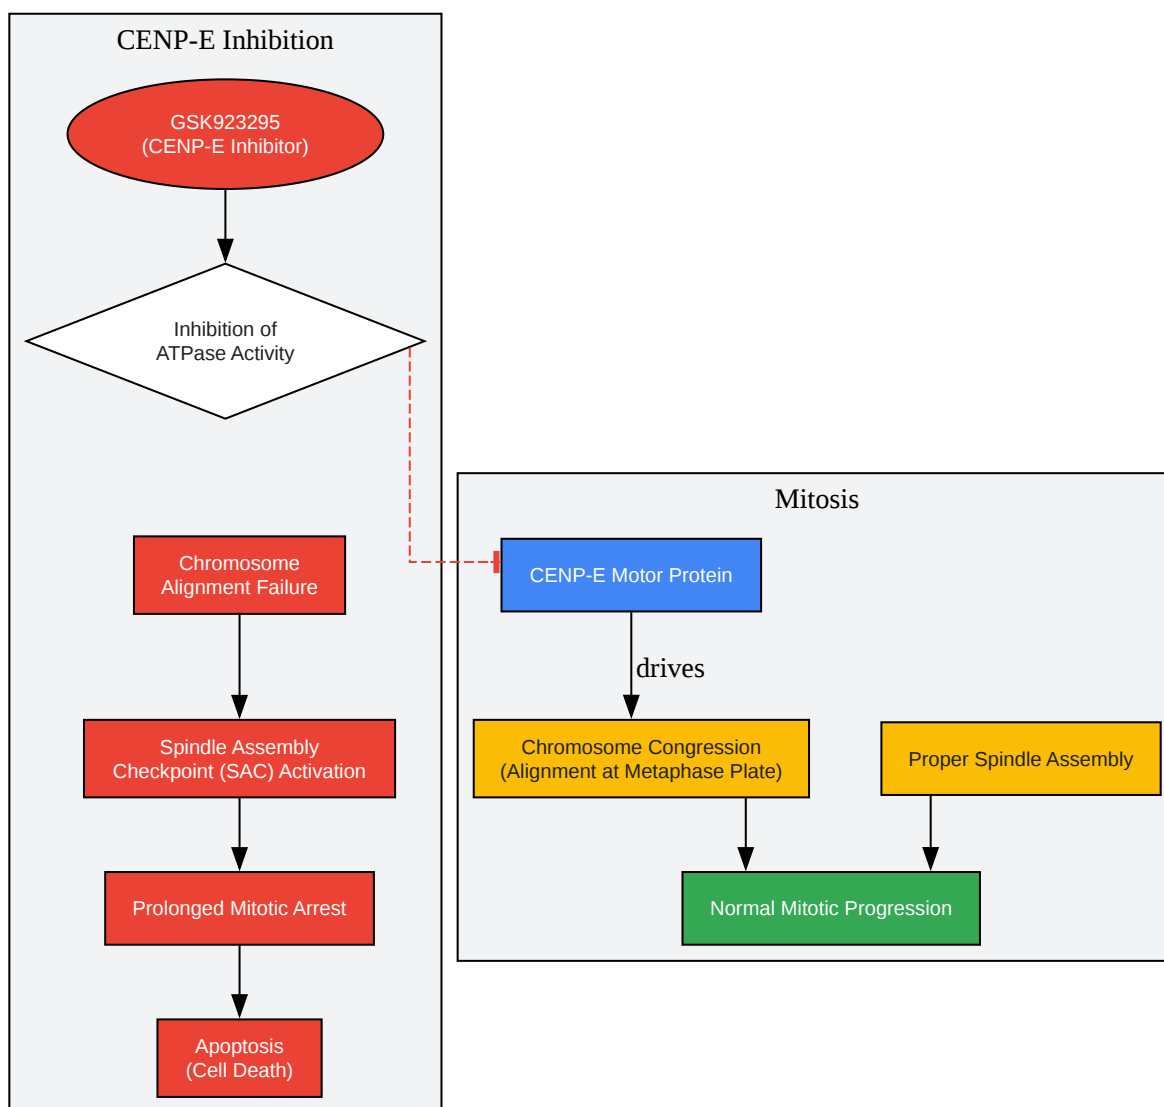 CENP-E Inhibition
GSK923295
(CENP-E Inhibitor)
Inhibition of
ATPase Activity
Chromosome
Alignment Failure
Spindle Assembly
Checkpoint (SAC) Activation
Prolonged Mitotic Arrest
Apoptosis
(Cell Death)
Mitosis
CENP-E Motor Protein
drives
Chromosome Congression
(Alignment at Metaphase Plate)
Proper Spindle Assembly
Normal Mitotic Progression